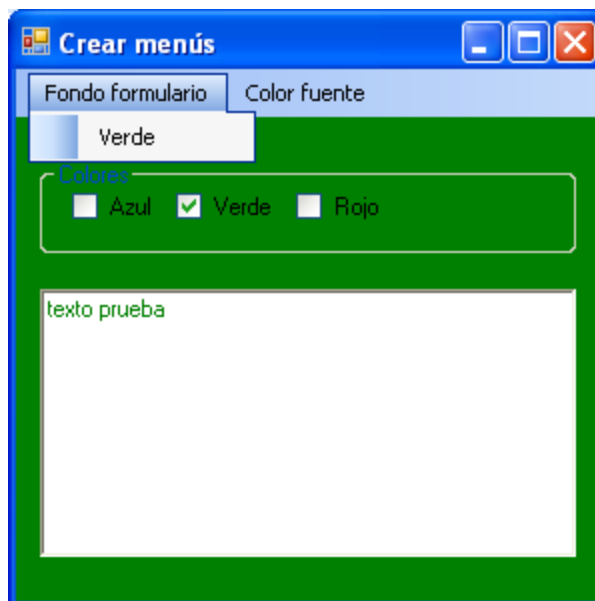 Crear menús
Fondo formulario Color fuente
Verde
Colores
Azul Verde Rojo
texto prueba